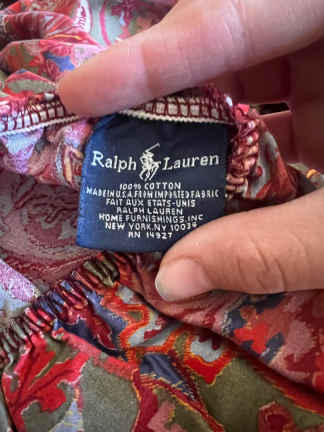 Ralph Lauren
100% COTTON
MADE IN U.S.A. FROM IMPORTED FABRIC
FAIT AUX ETATS-UNIS
RALPH LAUREN
HOME FURNISHINGS, INC
NEW YORK, NY 10036
RN 14927